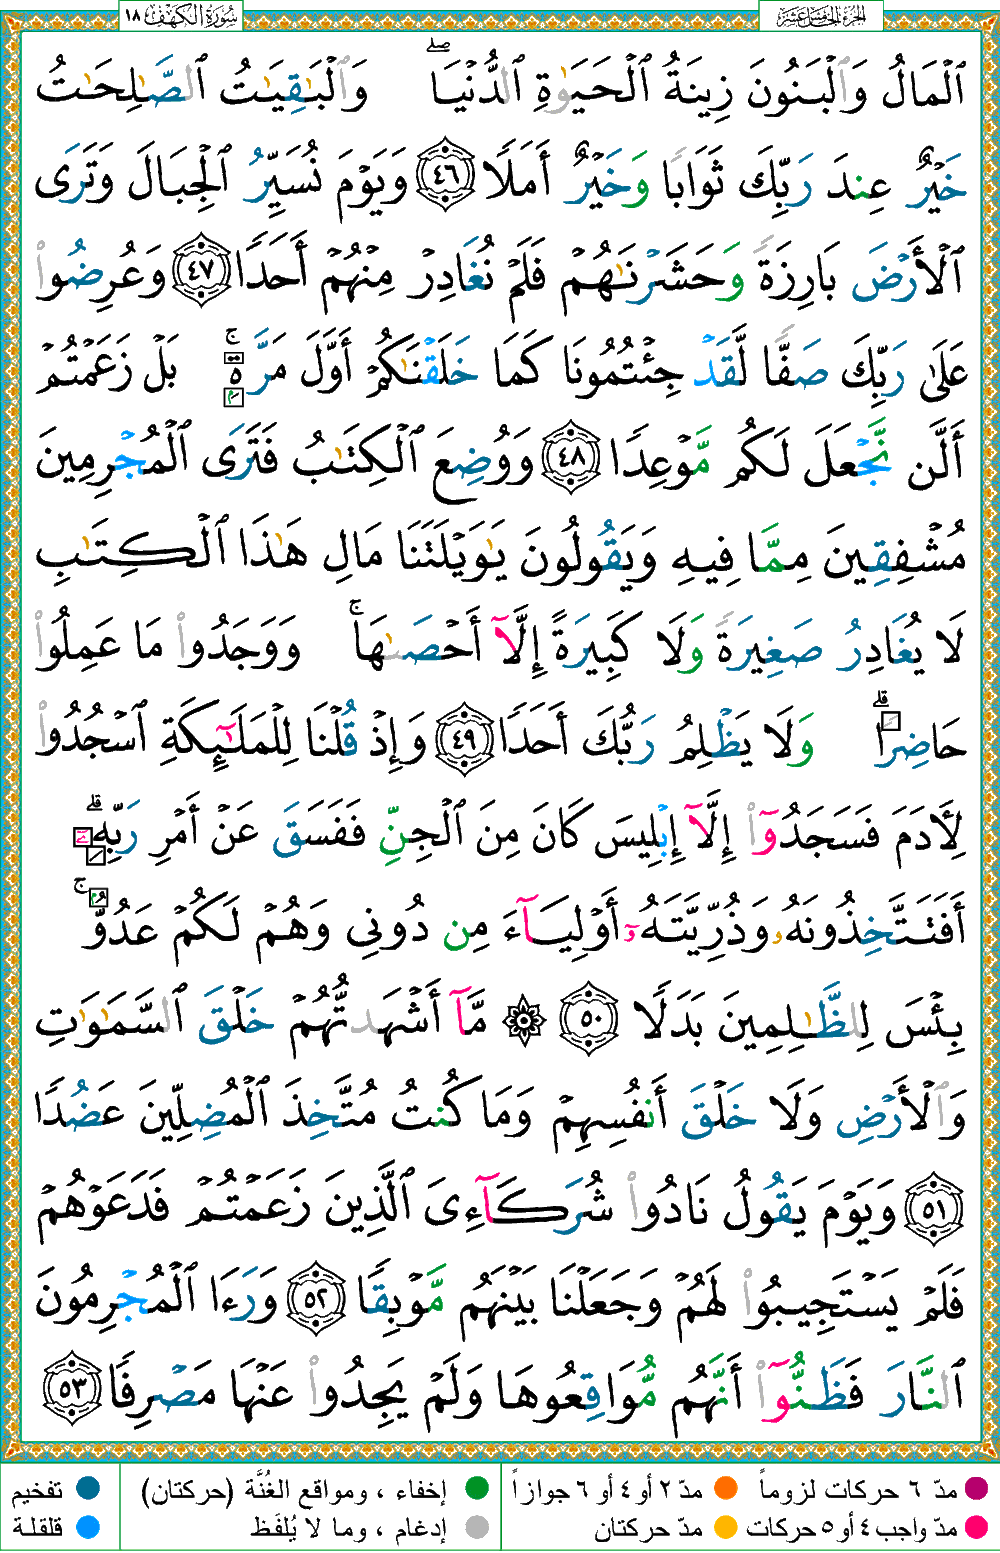 الجزء الخامس عشر
سورة الكهف ١٨
ٱلْمَالُ وَٱلْبَنُونَ زِينَةُ ٱلْحَيَوٰةِ ٱلدُّنْيَا ۖ وَٱلْبَٰقِيَٰتُ ٱلصَّٰلِحَٰتُ
خَيْرٌ عِندَ رَبِّكَ ثَوَابًا وَخَيْرٌ أَمَلًا ٤٦ وَيَوْمَ نُسَيِّرُ ٱلْجِبَالَ وَتَرَى
ٱلْأَرْضَ بَارِزَةً وَحَشَرْنَٰهُمْ فَلَمْ نُغَادِرْ مِنْهُمْ أَحَدًا ٤٧ وَعُرِضُوا۟
عَلَىٰ رَبِّكَ صَفًّا لَّقَدْ جِئْتُمُونَا كَمَا خَلَقْنَٰكُمْ أَوَّلَ مَرَّةٍۭ ۚ بَلْ زَعَمْتُمْ
أَلَّن نَّجْعَلَ لَكُم مَّوْعِدًا ٤٨ وَوُضِعَ ٱلْكِتَٰبُ فَتَرَى ٱلْمُجْرِمِينَ
مُشْفِقِينَ مِمَّا فِيهِ وَيَقُولُونَ يَٰوَيْلَتَنَا مَالِ هَٰذَا ٱلْكِتَٰبِ
لَا يُغَادِرُ صَغِيرَةً وَلَا كَبِيرَةً إِلَّآ أَحْصَىٰهَا ۚ وَوَجَدُوا۟ مَا عَمِلُوا۟
حَاضِرًا ۗ وَلَا يَظْلِمُ رَبُّكَ أَحَدًا ٤٩ وَإِذْ قُلْنَا لِلْمَلَٰٓئِكَةِ ٱسْجُدُوا۟
لِءَادَمَ فَسَجَدُوٓا۟ إِلَّآ إِبْلِيسَ كَانَ مِنَ ٱلْجِنِّ فَفَسَقَ عَنْ أَمْرِ رَبِّهِۦٓ ۗ
أَفَتَتَّخِذُونَهُۥ وَذُرِّيَّتَهُۥٓ أَوْلِيَآءَ مِن دُونِى وَهُمْ لَكُمْ عَدُوٌّۢ ۚ
بِئْسَ لِلظَّٰلِمِينَ بَدَلًا ٥٠ ۞ مَّآ أَشْهَدتُّهُمْ خَلْقَ ٱلسَّمَٰوَٰتِ
وَٱلْأَرْضِ وَلَا خَلْقَ أَنفُسِهِمْ وَمَا كُنتُ مُتَّخِذَ ٱلْمُضِلِّينَ عَضُدًا
٥١ وَيَوْمَ يَقُولُ نَادُوا۟ شُرَكَآءِىَ ٱلَّذِينَ زَعَمْتُمْ فَدَعَوْهُمْ
فَلَمْ يَسْتَجِيبُوا۟ لَهُمْ وَجَعَلْنَا بَيْنَهُم مَّوْبِقًا ٥٢ وَرَءَا ٱلْمُجْرِمُونَ
ٱلنَّارَ فَظَنُّوٓا۟ أَنَّهُم مُّوَاقِعُوهَا وَلَمْ يَجِدُوا۟ عَنْهَا مَصْرِفًا ٥٣
مدّ ٦ حركات لزوماً مدّ ٢ أو ٤ أو ٦ جوازاً إخفاء ، ومواقع الغُنَّة (حركتان) تفخيم
مدّ واجب ٤ أو ٥ حركات مدّ حركتان إدغام ، وما لا يُلفَظ قلقلة